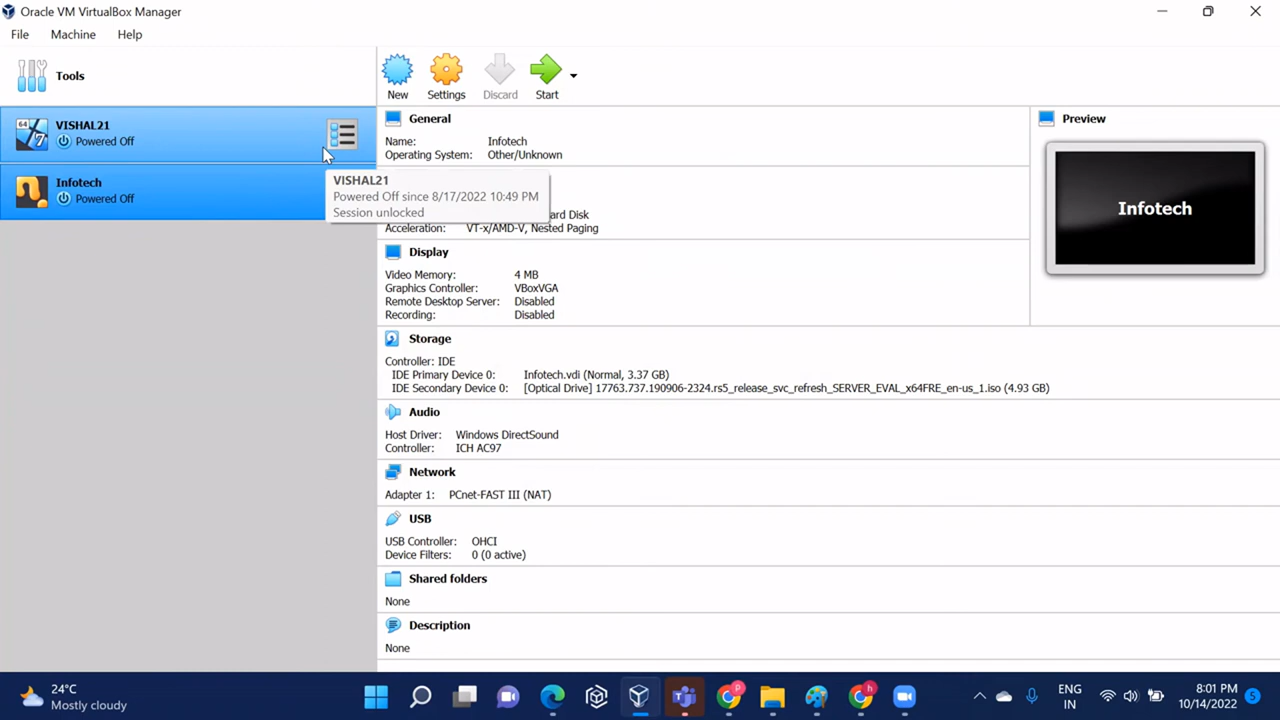 Oracle VM VirtualBox Manager
File Machine Help
Tools
New Settings Discard Start
64 VISHAL21
7 Powered Off
Infotech
Powered Off
VISHAL21
Powered Off since 8/17/2022 10:49 PM
Session unlocked
General
Name: Infotech
Operating System: Other/Unknown
d Disk
Acceleration: VT-x/AMD-V, Nested Paging
Display
Video Memory: 4 MB
Graphics Controller: VBoxVGA
Remote Desktop Server: Disabled
Recording: Disabled
Preview
Infotech
Storage
Controller: IDE
IDE Primary Device 0: Infotech.vdi (Normal, 3.37 GB)
IDE Secondary Device 0: [Optical Drive] 17763.737.190906-2324.rs5_release_svc_refresh_SERVER_EVAL_x64FRE_en-us_1.iso (4.93 GB)
Audio
Host Driver: Windows DirectSound
Controller: ICH AC97
Network
Adapter 1: PCnet-FAST III (NAT)
USB
USB Controller: OHCI
Device Filters: 0 (0 active)
Shared folders
None
Description
None
24°C
Mostly cloudy
ENG
IN
8:01 PM
10/14/2022
5